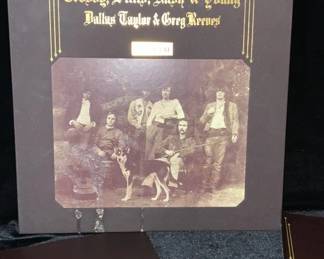 Crosby, Stills, Nash & Young
Dallas Taylor & Greg Reeves